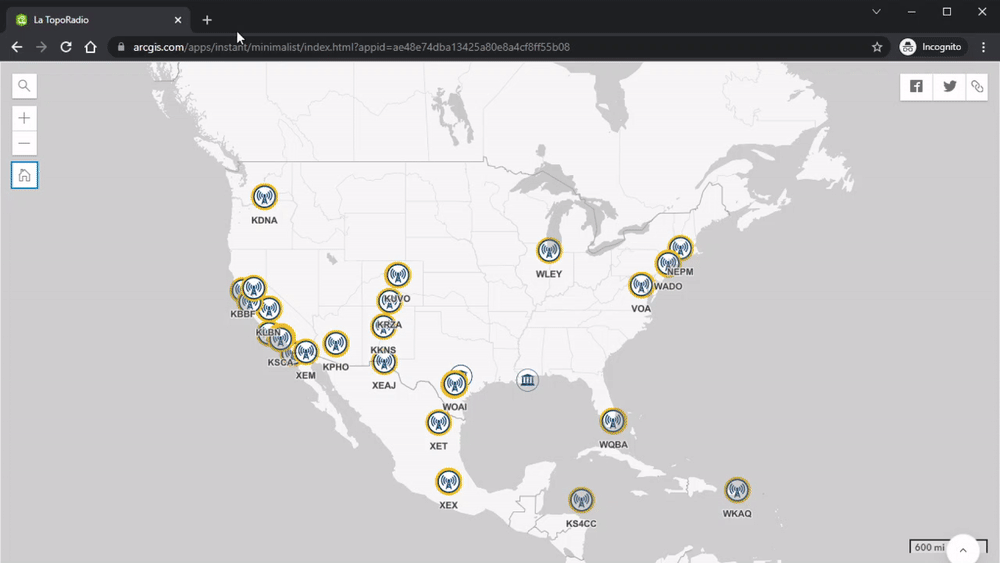 La TopoRadio
arcgis.com/apps/instant/minimalist/index.html?appid=ae48e74dba13425a80e8a4cf8ff55b08
Incognito
KDNA
WLEY
NEPM
WADO
VOA
KUVO
KBBF
KRZA
KLBN
KKNS
KSCA
KPHO
XEM
XEAJ
WOAI
XET
WQBA
XEX
KS4CC
WKAQ
600 mi